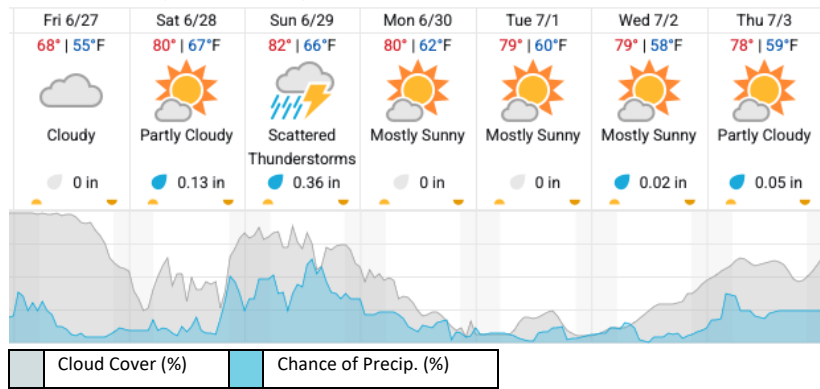 Fri 6/27 Sat 6/28 Sun 6/29 Mon 6/30 Tue 7/1 Wed 7/2 Thu 7/3
68° | 55°F 80° | 67°F 82° | 66°F 80° | 62°F 79° | 60°F 79° | 58°F 78° | 59°F
Cloudy Partly Cloudy Scattered Mostly Sunny Mostly Sunny Mostly Sunny Partly Cloudy
Thunderstorms
0 in 0.13 in 0.36 in 0 in 0 in 0.02 in 0.05 in
Cloud Cover (%) Chance of Precip. (%)